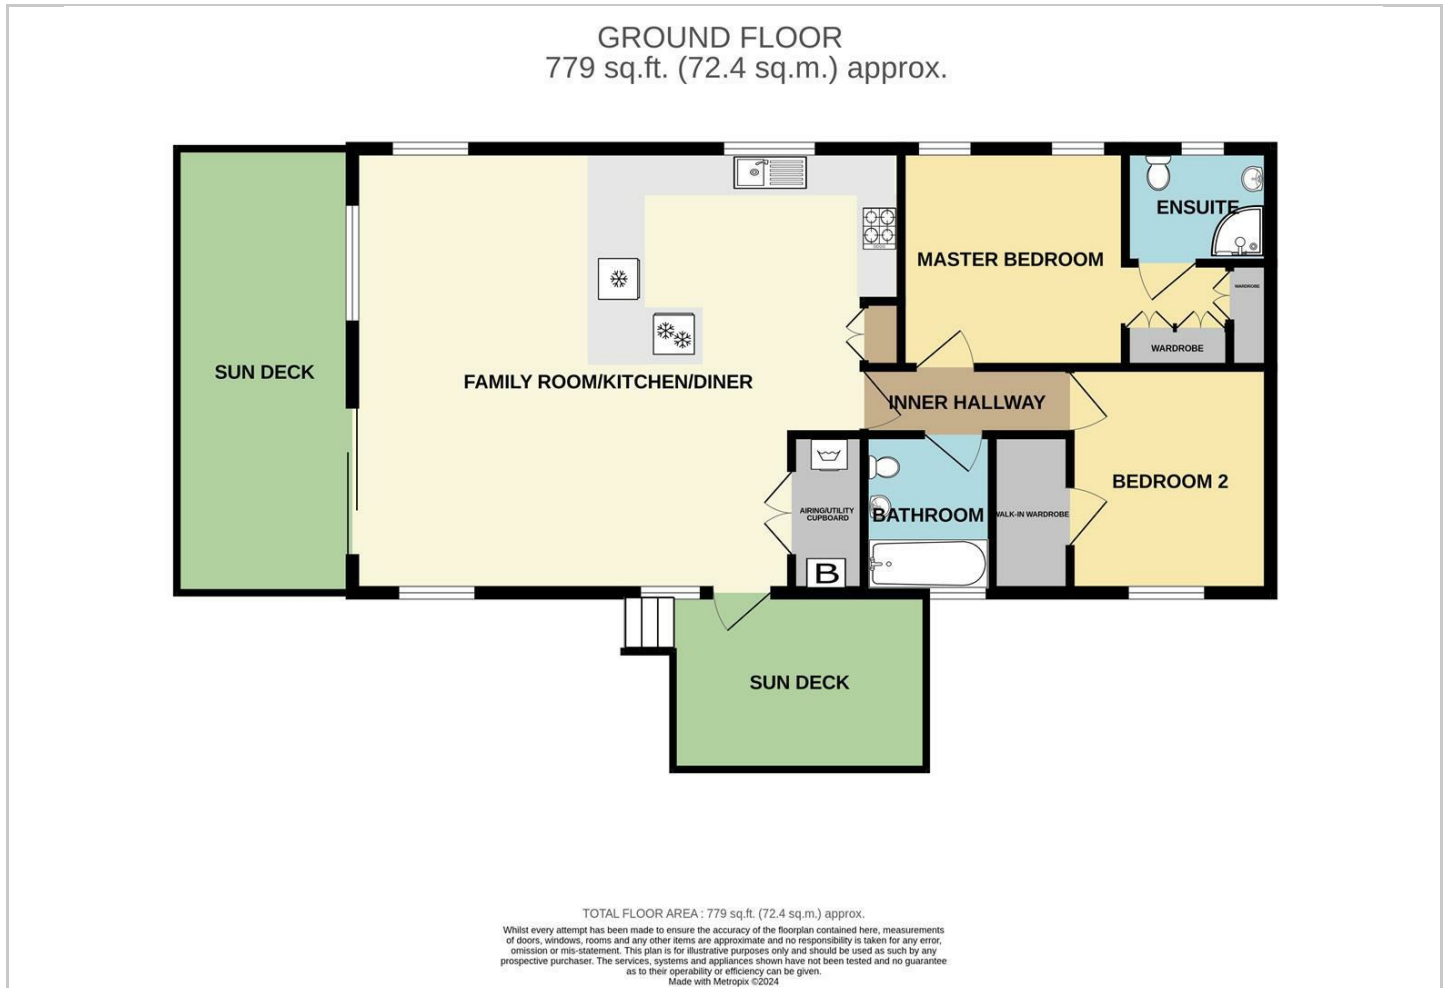 GROUND FLOOR
779 sq.ft. (72.4 sq.m.) approx.
ENSUITE
MASTER BEDROOM
WARDROBE
WARDROBE
SUN DECK
FAMILY ROOM/KITCHEN/DINER
INNER HALLWAY
BEDROOM 2
AIRING/UTILITY
CUPBOARD
BATHROOM
WALK-IN WARDROBE
B
SUN DECK
TOTAL FLOOR AREA : 779 sq.ft. (72.4 sq.m.) approx.
Whilst every attempt has been made to ensure the accuracy of the floorplan contained here, measurements
of doors, windows, rooms and any other items are approximate and no responsibility is taken for any error,
omission or mis-statement. This plan is for illustrative purposes only and should be used as such by any
prospective purchaser. The services, systems and appliances shown have not been tested and no guarantee
as to their operability or efficiency can be given.
Made with Metropix ©2024